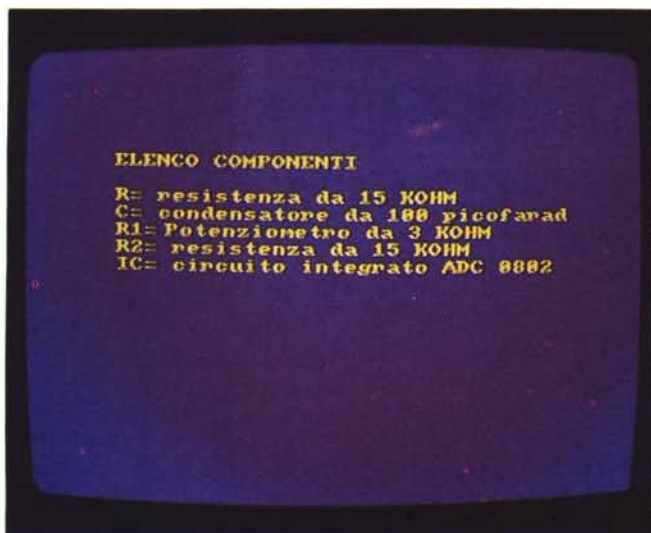 ELENCO COMPONENTI
R= resistenza da 15 KOHM
C= condensatore da 100 picofarad
R1= Potenziometro da 3 KOHM
R2= resistenza da 15 KOHM
IC= circuito integrato ADC 0802